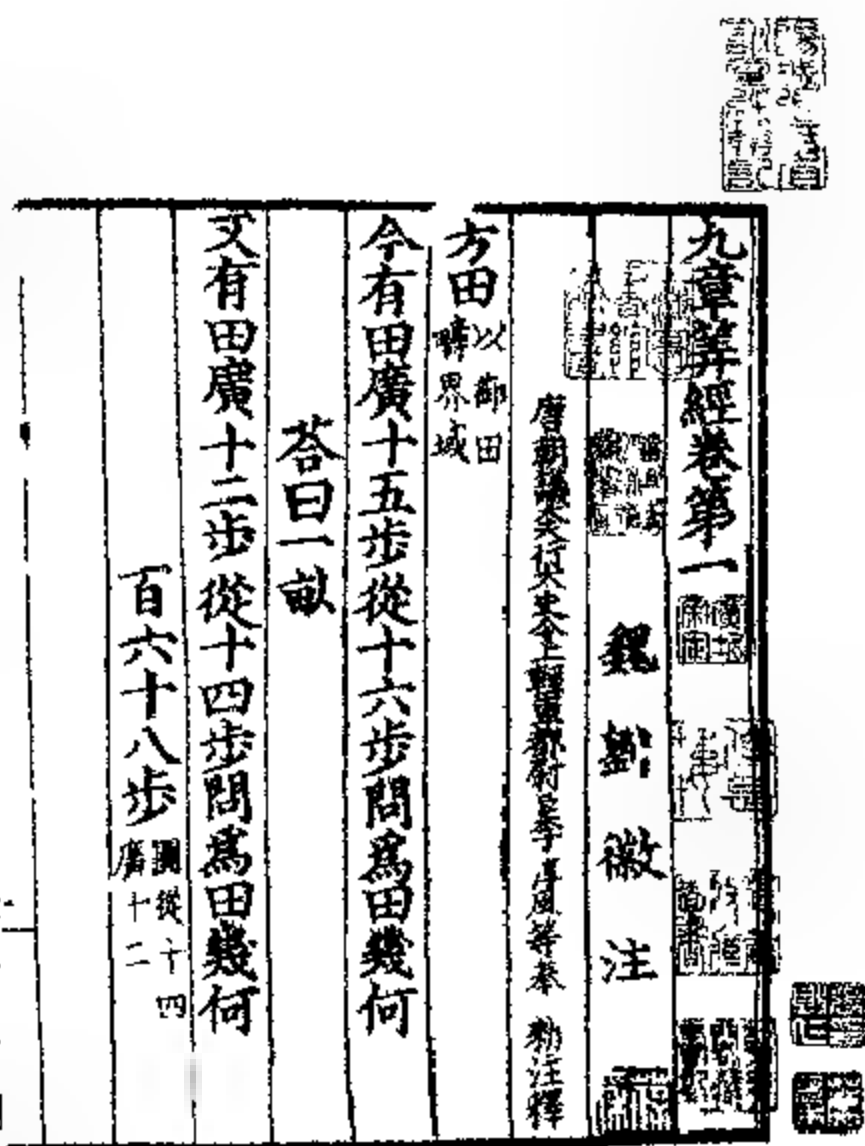 九章筭經卷第一
魏劉徽注
唐朝議大夫行太史令上輕車都尉臣李淳風等奉 勑注釋
方田以御田疇界域
今有田廣十五步從十六步問爲田幾何
荅曰一畝
又有田廣十二步從十四步問爲田幾何
百六十八步圖從十四廣十二